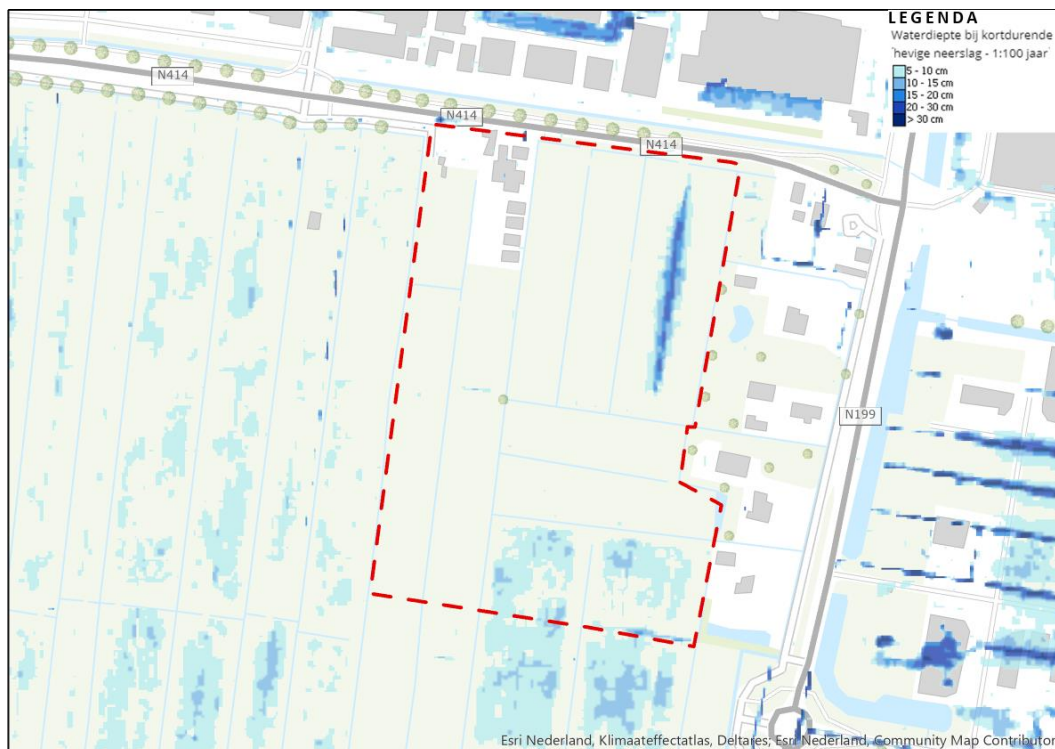 LEGENDA
Waterdiepte bij kortdurende
hevige neerslag - 1:100 jaar
5 - 10 cm
10 - 15 cm
15 - 20 cm
20 - 30 cm
> 30 cm
N414
N414
N414
N199
Esri Nederland, Klimaateffectatlas, Deltares; Esri Nederland, Community Map Contributor